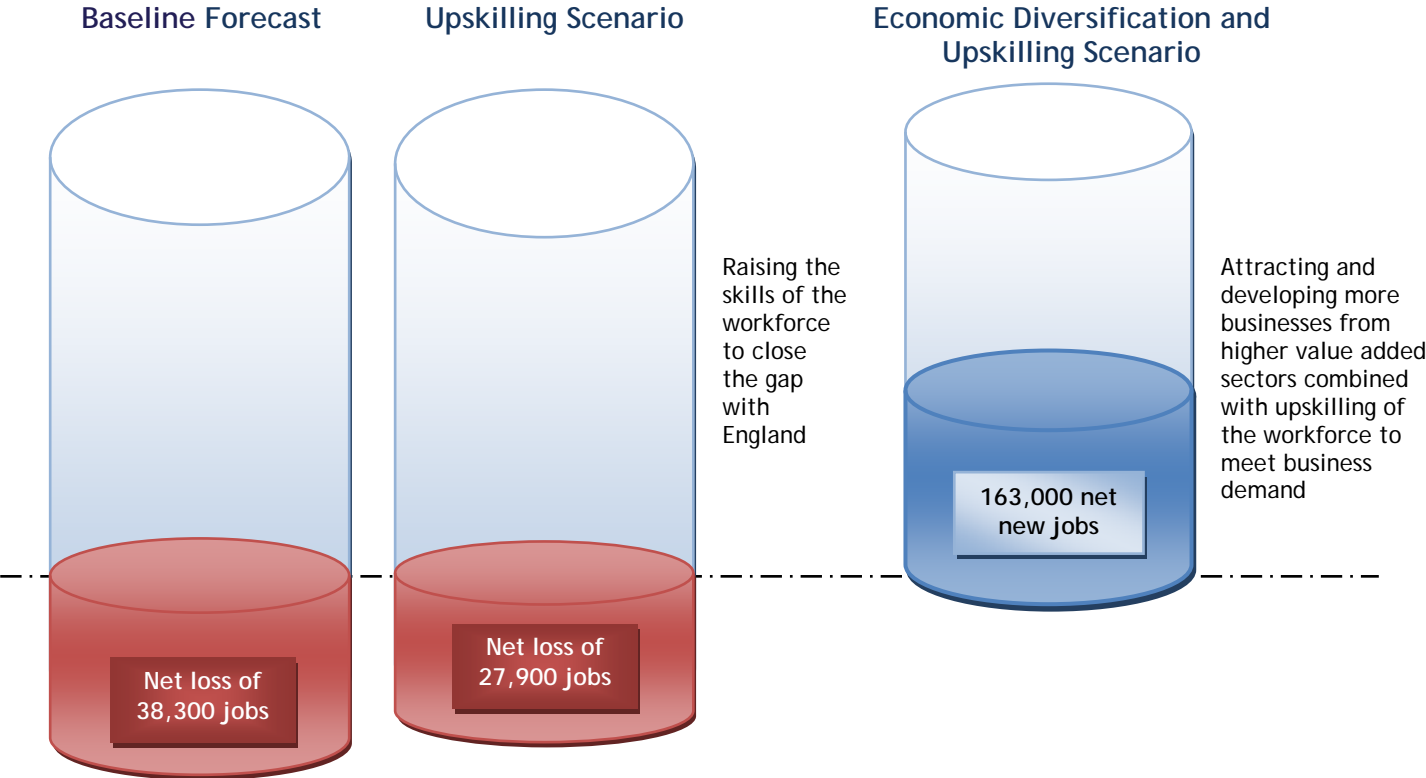 Baseline Forecast
Net loss of
38,300 jobs
Upskilling Scenario
Net loss of
27,900 jobs
Raising the
skills of the
workforce
to close
the gap
with
England
Economic Diversification and
Upskilling Scenario
163,000 net
new jobs
Attracting and
developing more
businesses from
higher value added
sectors combined
with upskilling of
the workforce to
meet business
demand